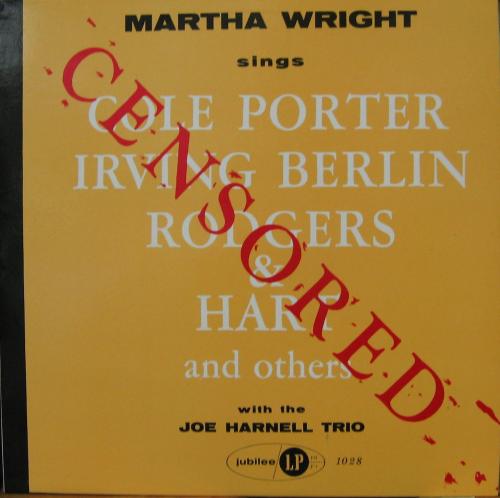 MARTHA WRIGHT
sings
COLE PORTER
IRVING BERLIN
RODGERS
&
HART
and others
CENSORED
with the
JOE HARNELL TRIO
jubilee LP 1028